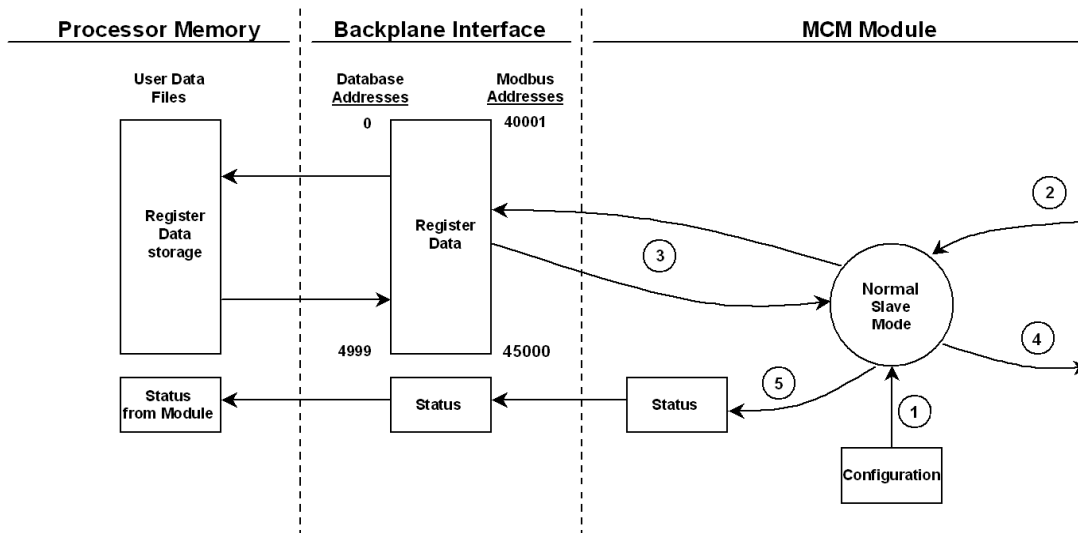 Processor Memory
Backplane Interface
MCM Module
User Data
Files
Database
Addresses
Modbus
Addresses
0
40001
Register
Data
storage
Register
Data
4999
45000
Status
from Module
Status
Status
Normal
Slave
Mode
Configuration
1
2
3
4
5